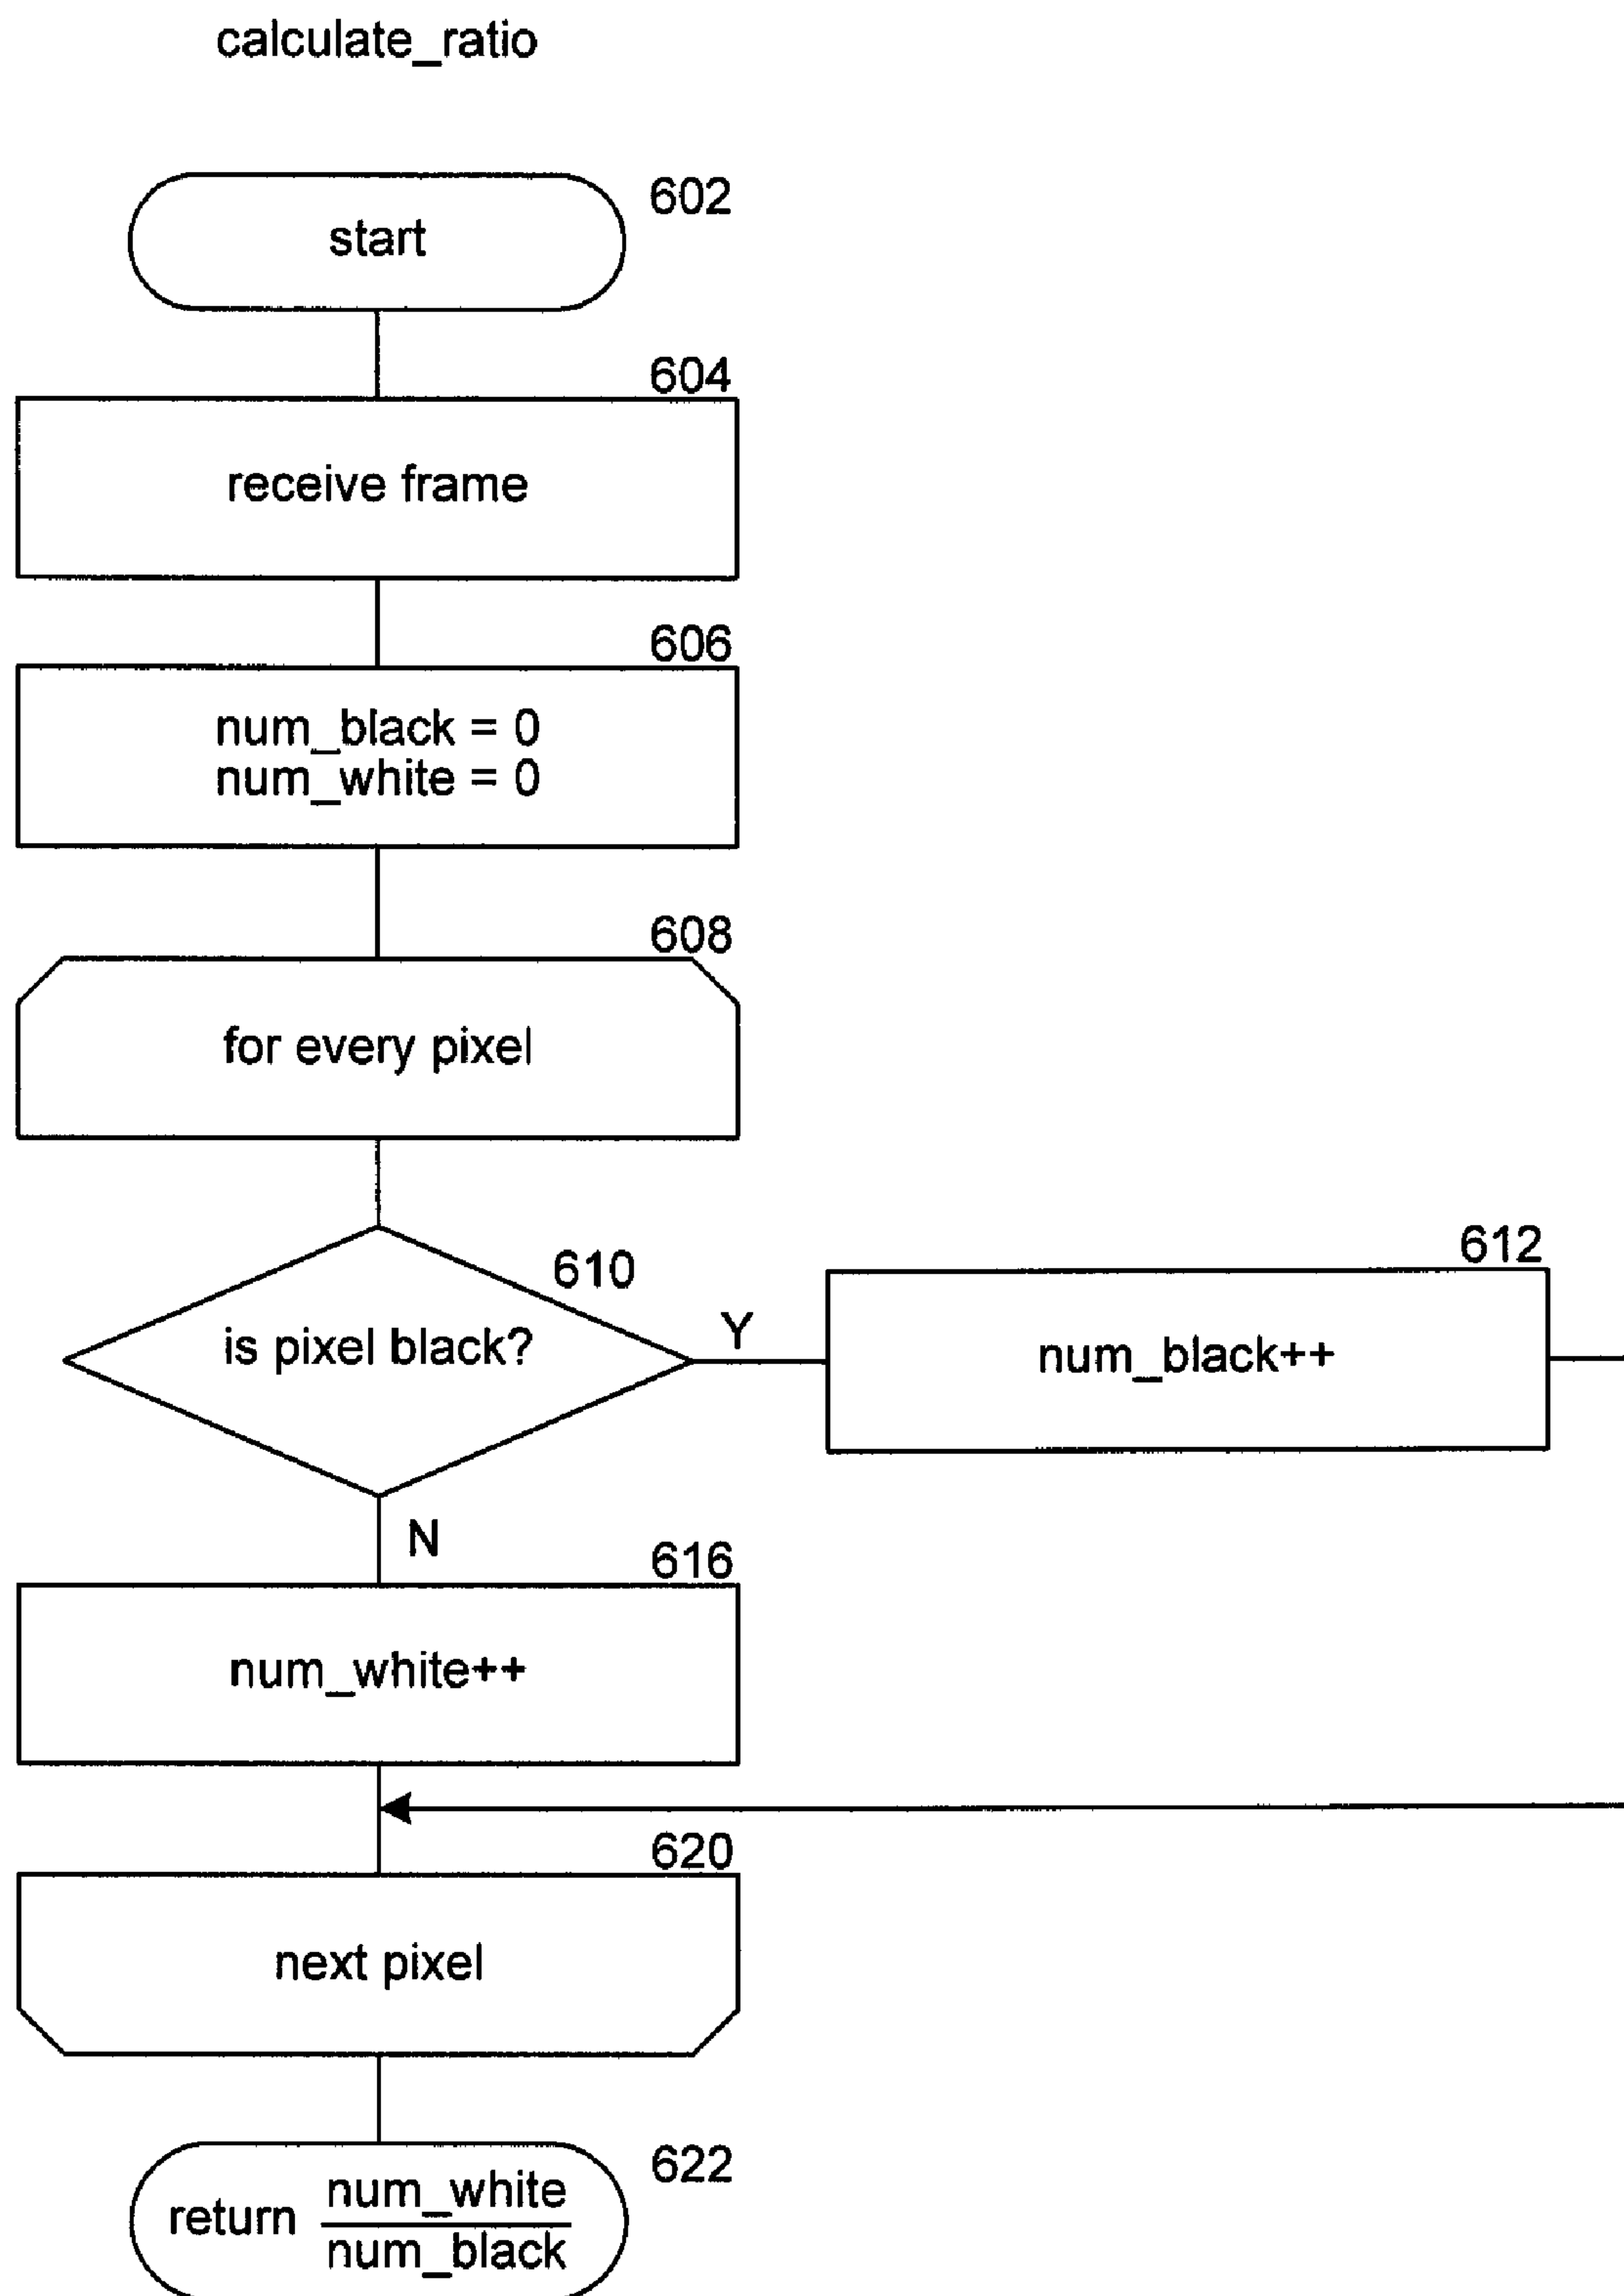 calculate_ratio
602
start
604
receive frame
606
num_black = 0
num_white = 0
608
for every pixel
610
is pixel black?
Y
612
num_black++
N
616
num_white++
620
next pixel
622
return num_white
num_black